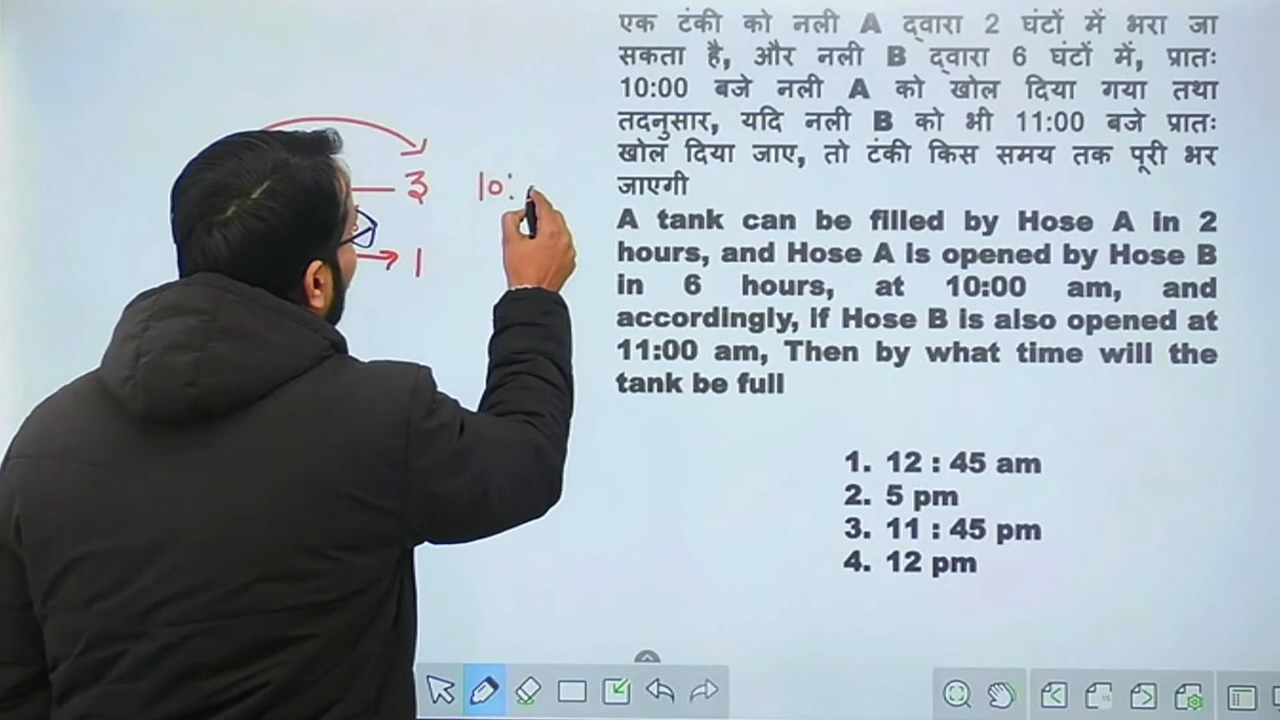 एक टंकी को नली A द्वारा 2 घंटों में भरा जा
सकता है, और नली B द्वारा 6 घंटों में, प्रातः
10:00 बजे नली A को खोल दिया गया तथा
तदनुसार, यदि नली B को भी 11:00 बजे प्रातः
खोल दिया जाए, तो टंकी किस समय तक पूरी भर
जाएगी
A tank can be filled by Hose A in 2
hours, and Hose A is opened by Hose B
in 6 hours, at 10:00 am, and
accordingly, if Hose B is also opened at
11:00 am, Then by what time will the
tank be full
3 10:
1
1. 12 : 45 am
2. 5 pm
3. 11 : 45 pm
4. 12 pm